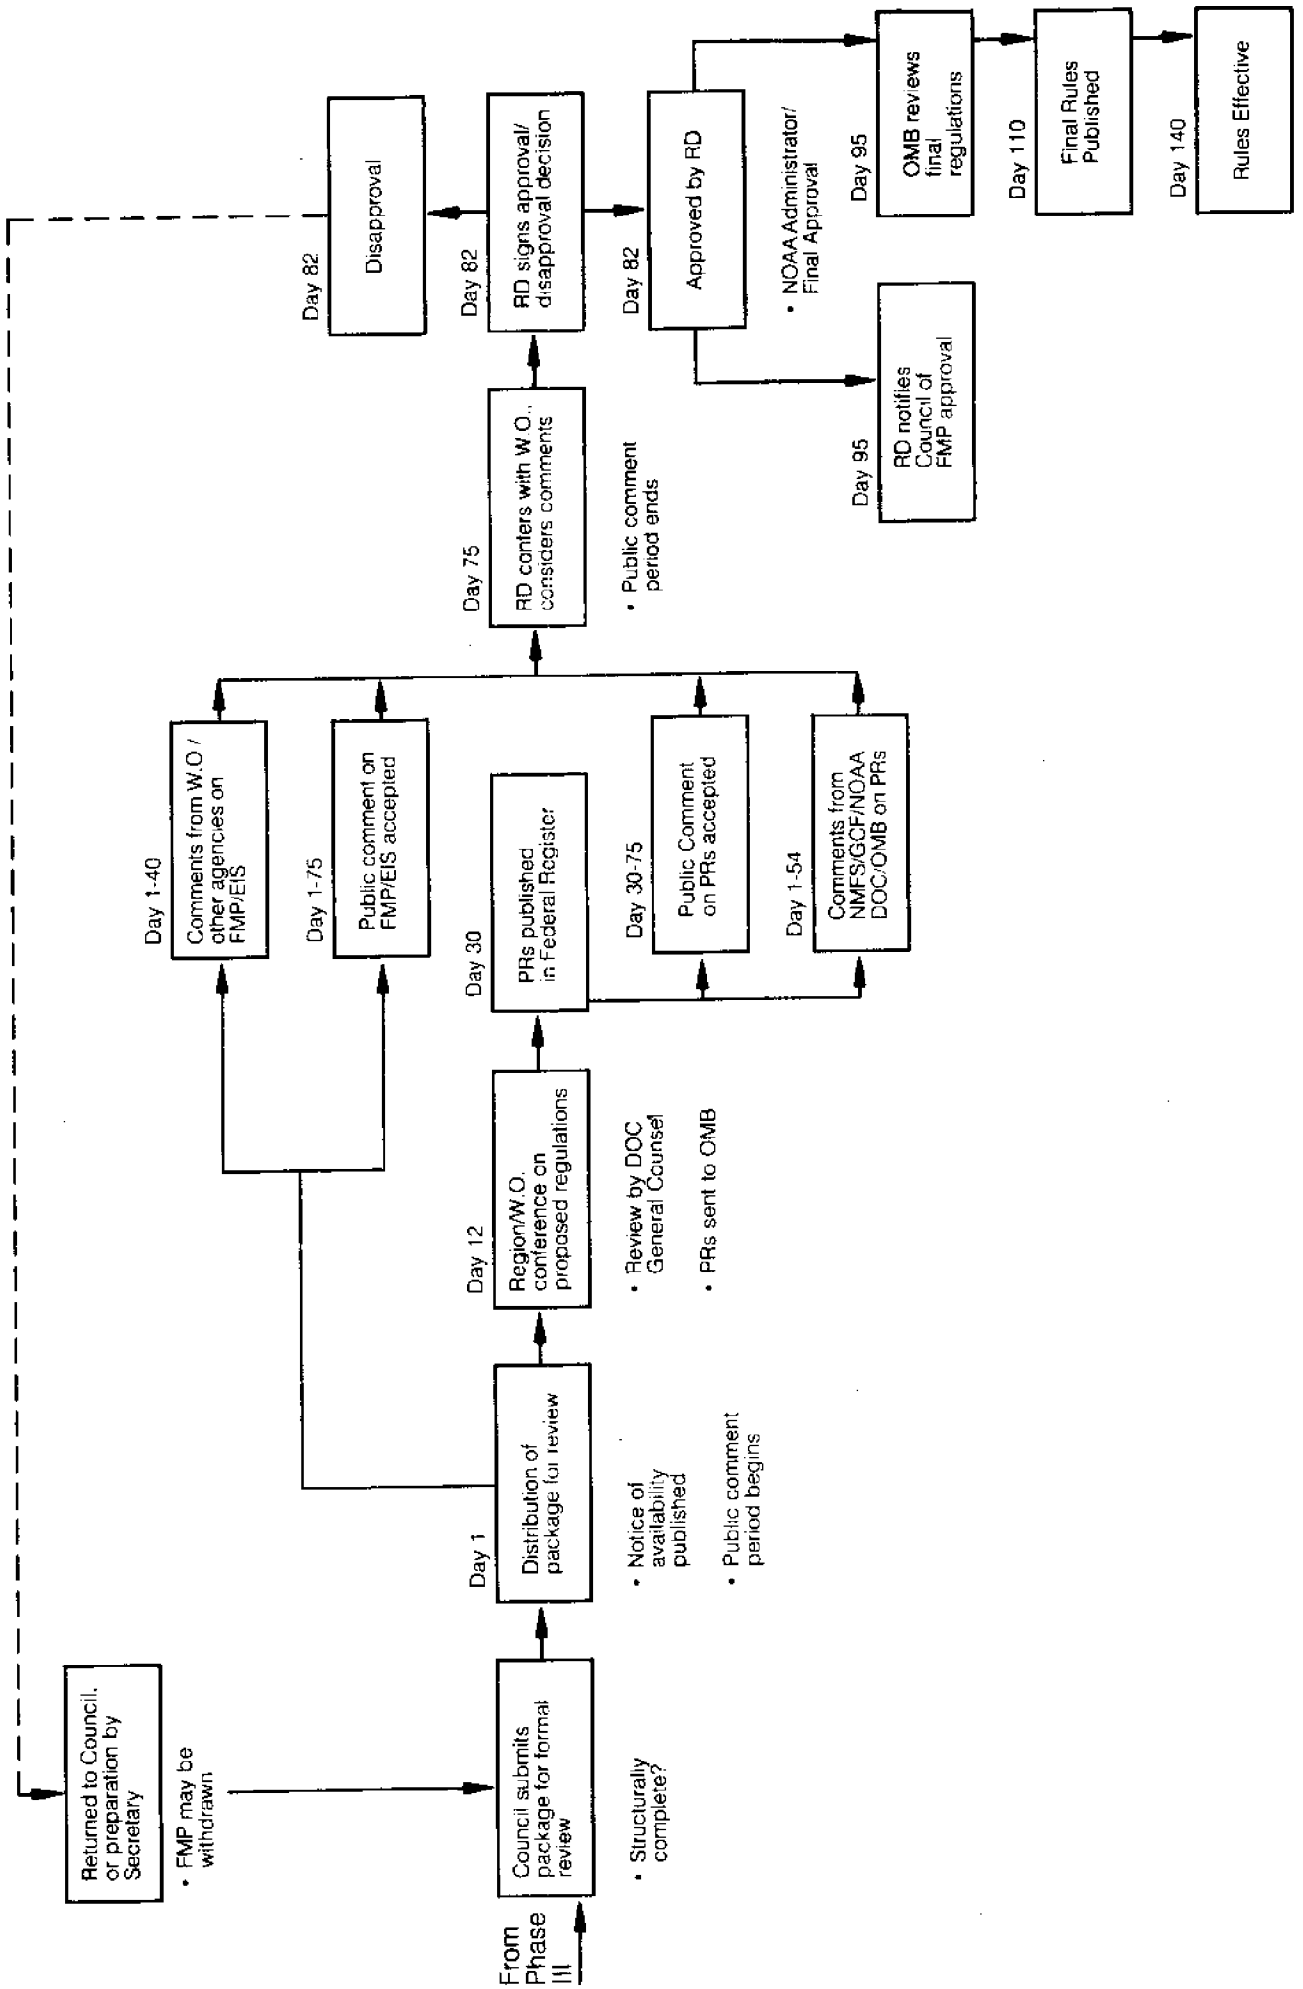 Returned to Council.
or preparation by
Secretary
• FMP may be
withdrawn
From
Phase
III
Council submits
package for formal
review
• Structurally
complete?
Day 1
Distribution of
package for review
• Notice of
availability
published
• Public comment
period begins
Day 12
Region/W.O.
conference on
proposed regulations
• Review by DOC
General Counsel
• PRs sent to OMB
Day 1-40
Comments from W.O /
other agencies on
FMP/EIS
Day 1-75
Public comment on
FMP/EIS accepted
Day 30
PRs published
in Federal Register
Day 30-75
Public Comment
on PRs accepted
Day 1-54
Comments from
NMFS/GCF/NOAA
DOC/OMB on PRs
Day 75
RD confers with W.O.,
considers comments
• Public comment
period ends
Day 82
Disapproval
Day 82
RD signs approval/
disapproval decision
Day 82
Approved by RD
• NOAA Administrator/
Final Approval
Day 95
RD notifies
Council of
FMP approval
Day 95
OMB reviews
final
regulations
Day 110
Final Rules
Published
Day 140
Rules Effective